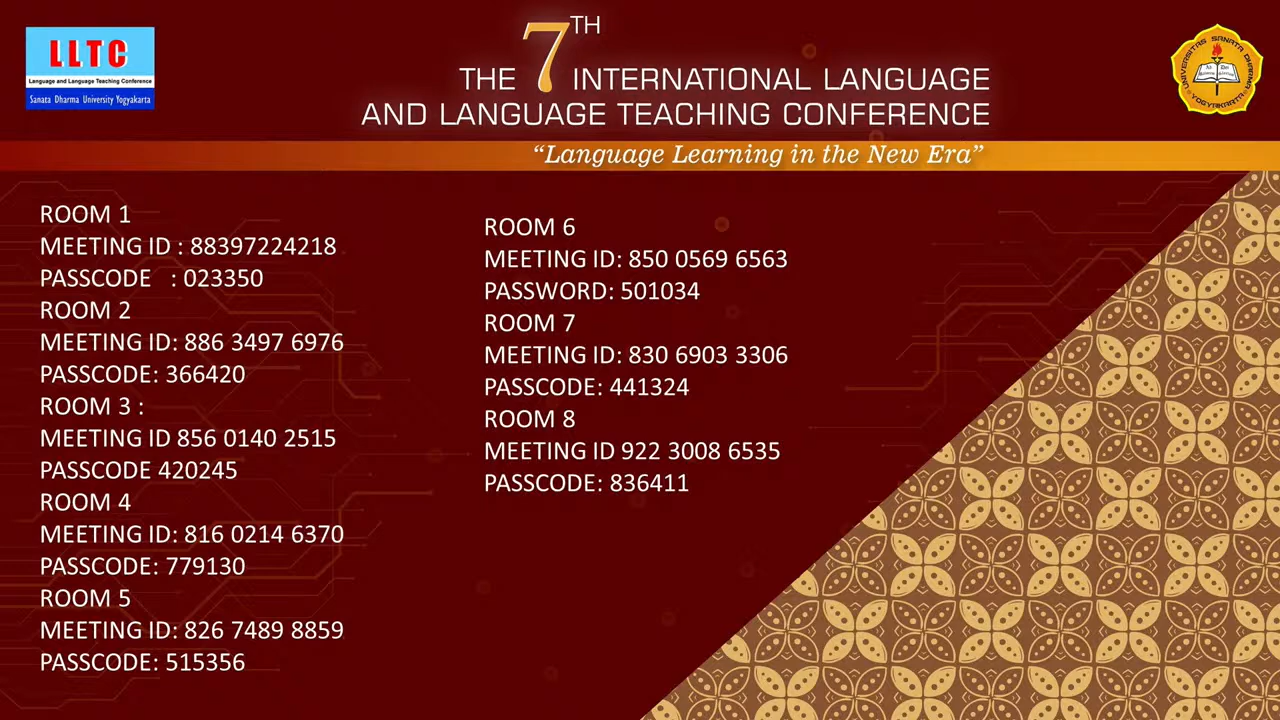 LLTC
Language and Language Teaching Conference
Sanata Dharma University Yogyakarta
THE 7TH INTERNATIONAL LANGUAGE
AND LANGUAGE TEACHING CONFERENCE
“Language Learning in the New Era”
UNIVERSITAS SANATA DHARMA
YOGYAKARTA
ROOM 1
MEETING ID : 88397224218
PASSCODE : 023350
ROOM 2
MEETING ID: 886 3497 6976
PASSCODE: 366420
ROOM 3 :
MEETING ID 856 0140 2515
PASSCODE 420245
ROOM 4
MEETING ID: 816 0214 6370
PASSCODE: 779130
ROOM 5
MEETING ID: 826 7489 8859
PASSCODE: 515356
ROOM 6
MEETING ID: 850 0569 6563
PASSWORD: 501034
ROOM 7
MEETING ID: 830 6903 3306
PASSCODE: 441324
ROOM 8
MEETING ID 922 3008 6535
PASSCODE: 836411